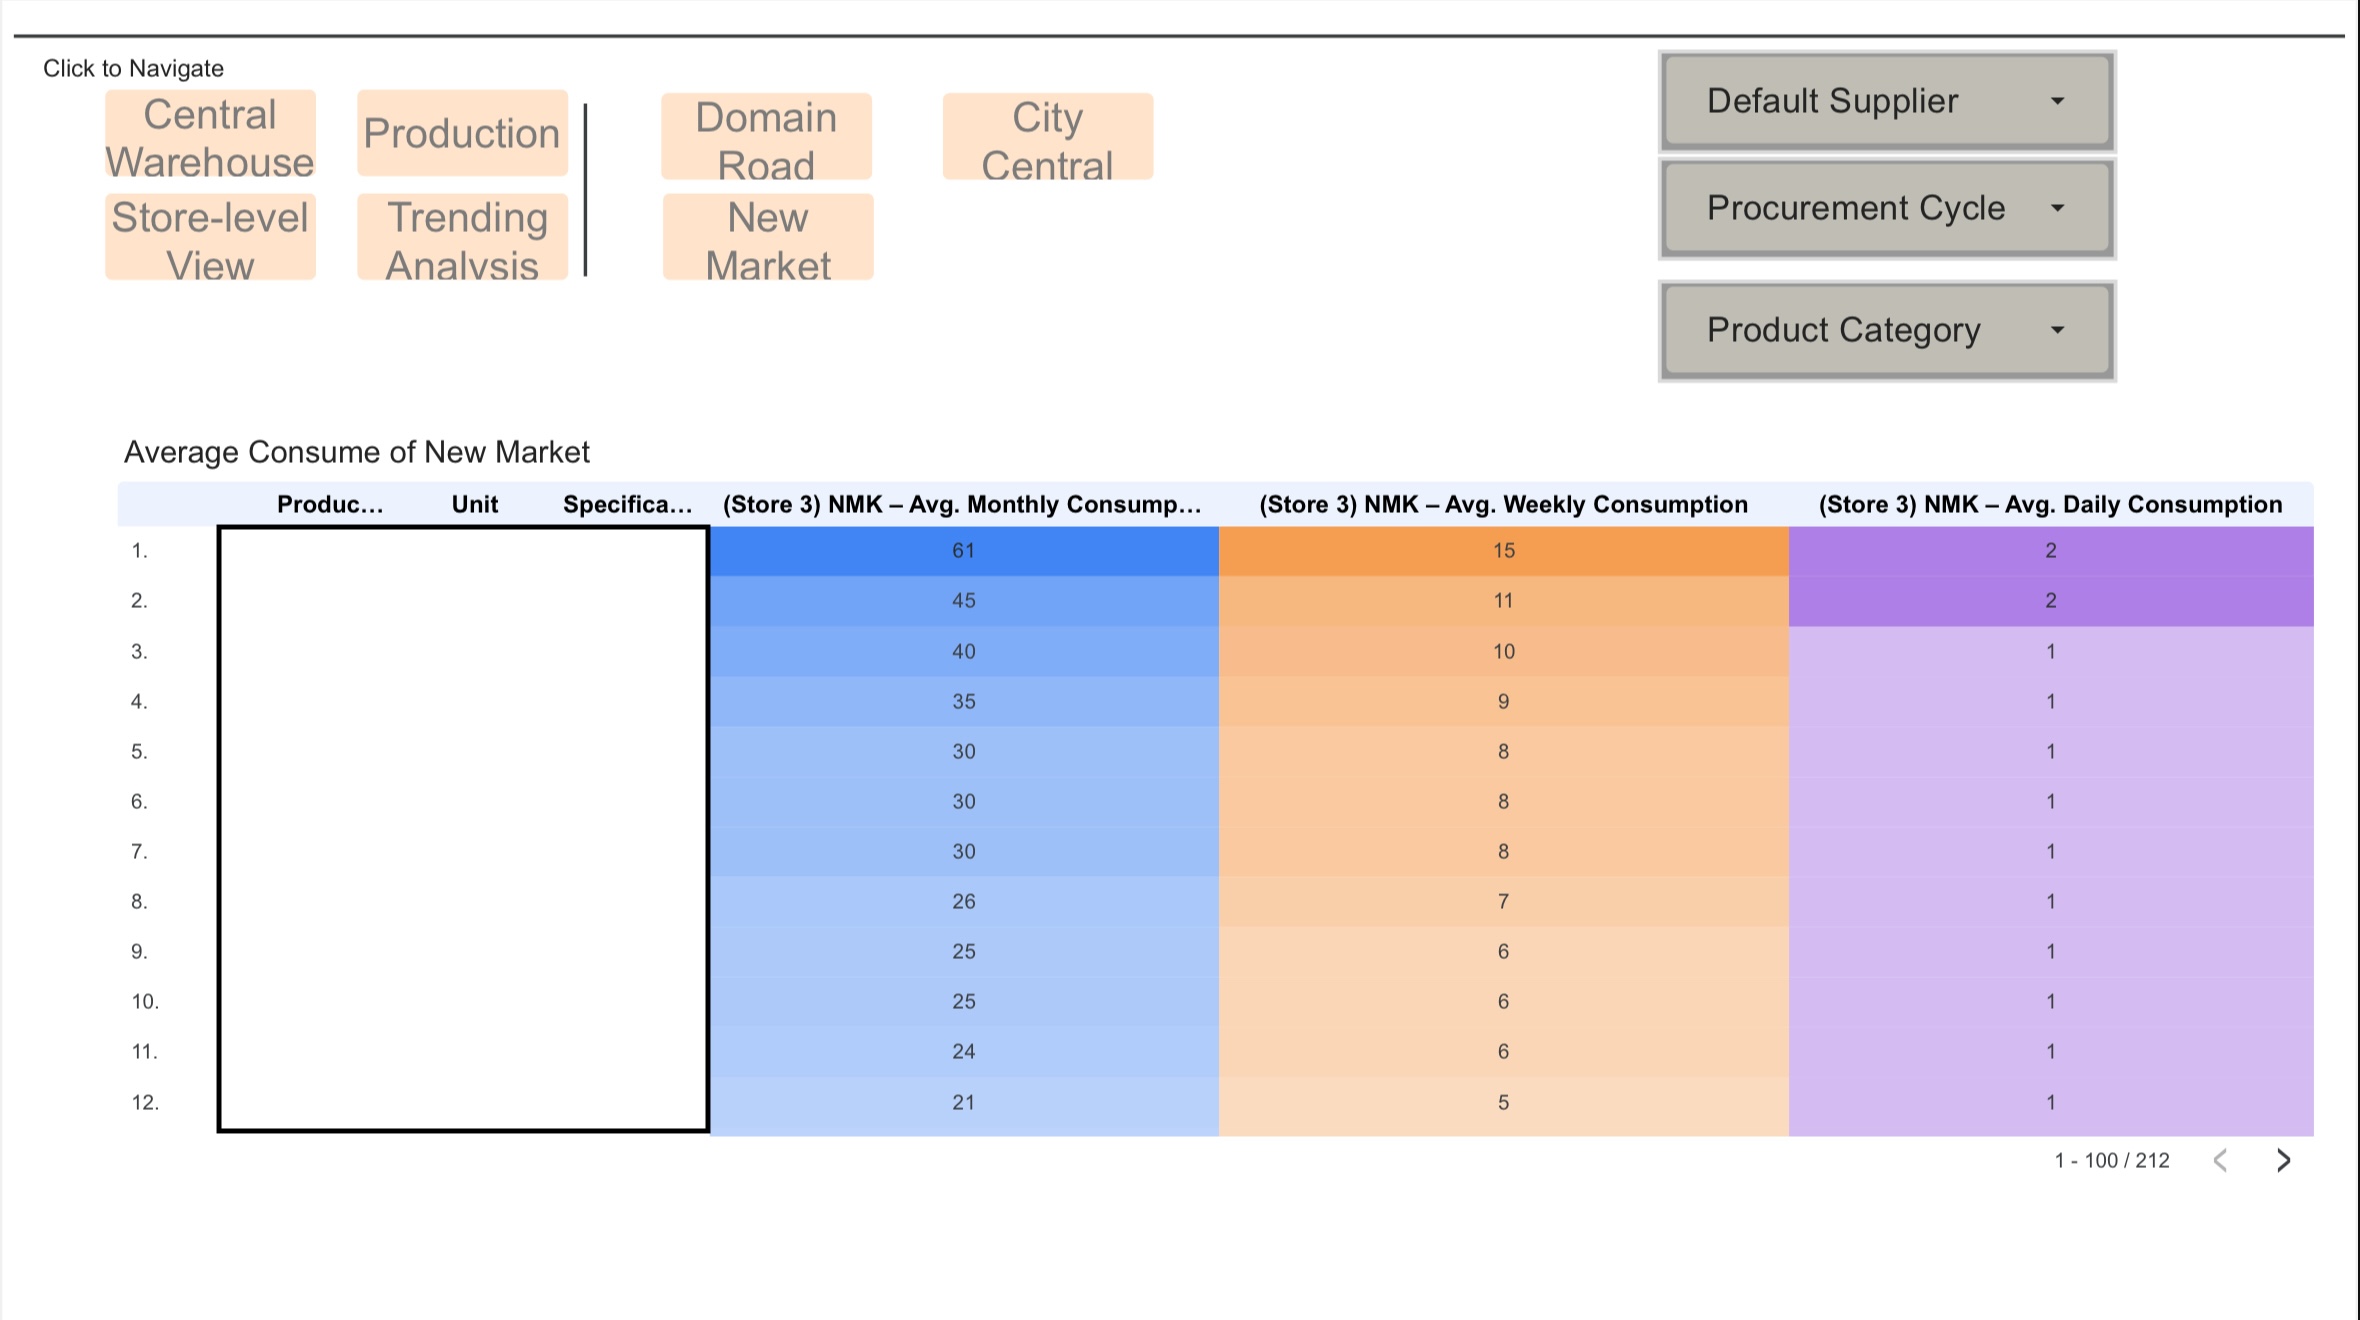 Click to Navigate
Central
Warehouse
Production
Domain
Road
City
Central
Store-level
View
Trending
Analysis
New
Market
Default Supplier
Procurement Cycle
Product Category
Average Consume of New Market
Produc… Unit Specifica… (Store 3) NMK – Avg. Monthly Consump… (Store 3) NMK – Avg. Weekly Consumption (Store 3) NMK – Avg. Daily Consumption
1. 61 15 2
2. 45 11 2
3. 40 10 1
4. 35 9 1
5. 30 8 1
6. 30 8 1
7. 30 8 1
8. 26 7 1
9. 25 6 1
10. 25 6 1
11. 24 6 1
12. 21 5 1
1 - 100 / 212